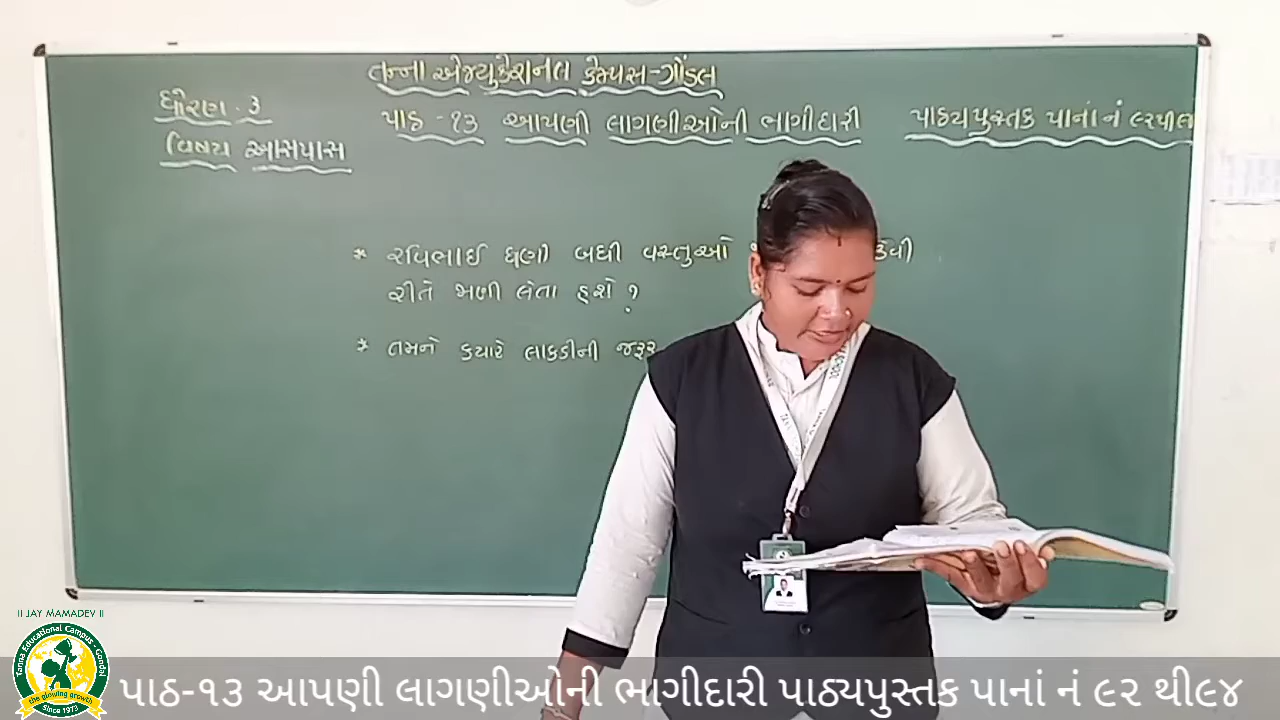 તન્ના એજ્યુકેશનલ કેમ્પસ-ગોંડલ
ધોરણ. ૩
પાઠ -૧૩ આપણી લાગણીઓની ભાગીદારી
પાઠ્યપુસ્તક પાનાં નં ૯૨થી૯૪
વિષય આસપાસ
* રવિભાઈ ઘણી બધી વસ્તુઓ
રીતે ભણી લેતા હશે ?
* તમને ક્યારે લાકડીની જરૂર
॥ JAY MAMADEV ॥
Tanna Educational Campus - Gondal
the glowing growth
Since 1973
પાઠ-૧૩ આપણી લાગણીઓની ભાગીદારી પાઠ્યપુસ્તક પાનાં નં ૯૨ થી૯૪